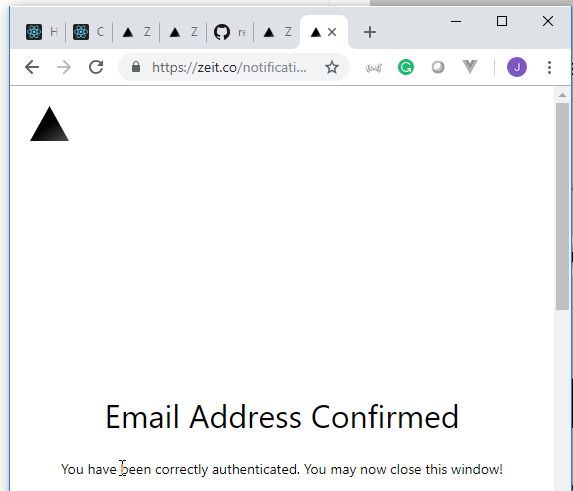 H C Z Z re Z
https://zeit.co/notificati...
J
Email Address Confirmed
You have been correctly authenticated. You may now close this window!